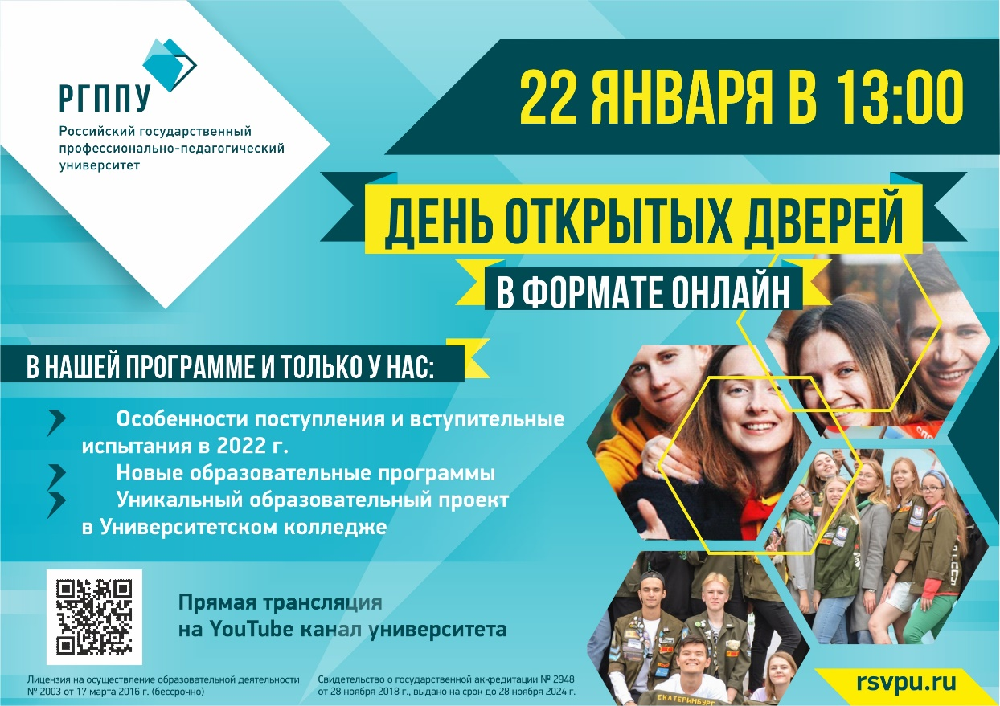 РГППУ
Российский государственный
профессионально-педагогический
университет
22 ЯНВАРЯ В 13:00
ДЕНЬ ОТКРЫТЫХ ДВЕРЕЙ
В ФОРМАТЕ ОНЛАЙН
В НАШЕЙ ПРОГРАММЕ И ТОЛЬКО У НАС:
Особенности поступления и вступительные
испытания в 2022 г.
Новые образовательные программы
Уникальный образовательный проект
в Университетском колледже
Прямая трансляция
на YouTube канал университета
Лицензия на осуществление образовательной деятельности
№ 2003 от 17 марта 2016 г. (бессрочно)
Свидетельство о государственной аккредитации № 2948
от 28 ноября 2018 г., выдано на срок до 28 ноября 2024 г.
ЕКАТЕРИНБУРГ
rsvpu.ru